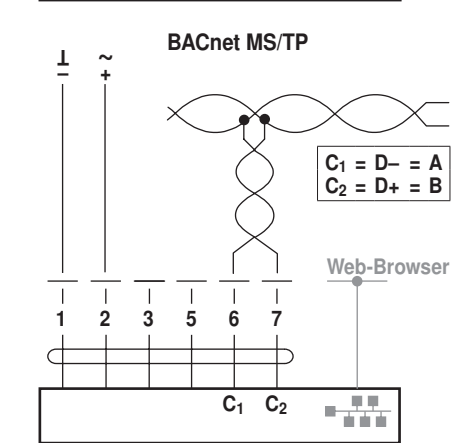 BACnet MS/TP
⊥ ~
– +
C₁ = D– = A
C₂ = D+ = B
Web-Browser
1 2 3 5 6 7
C₁ C₂